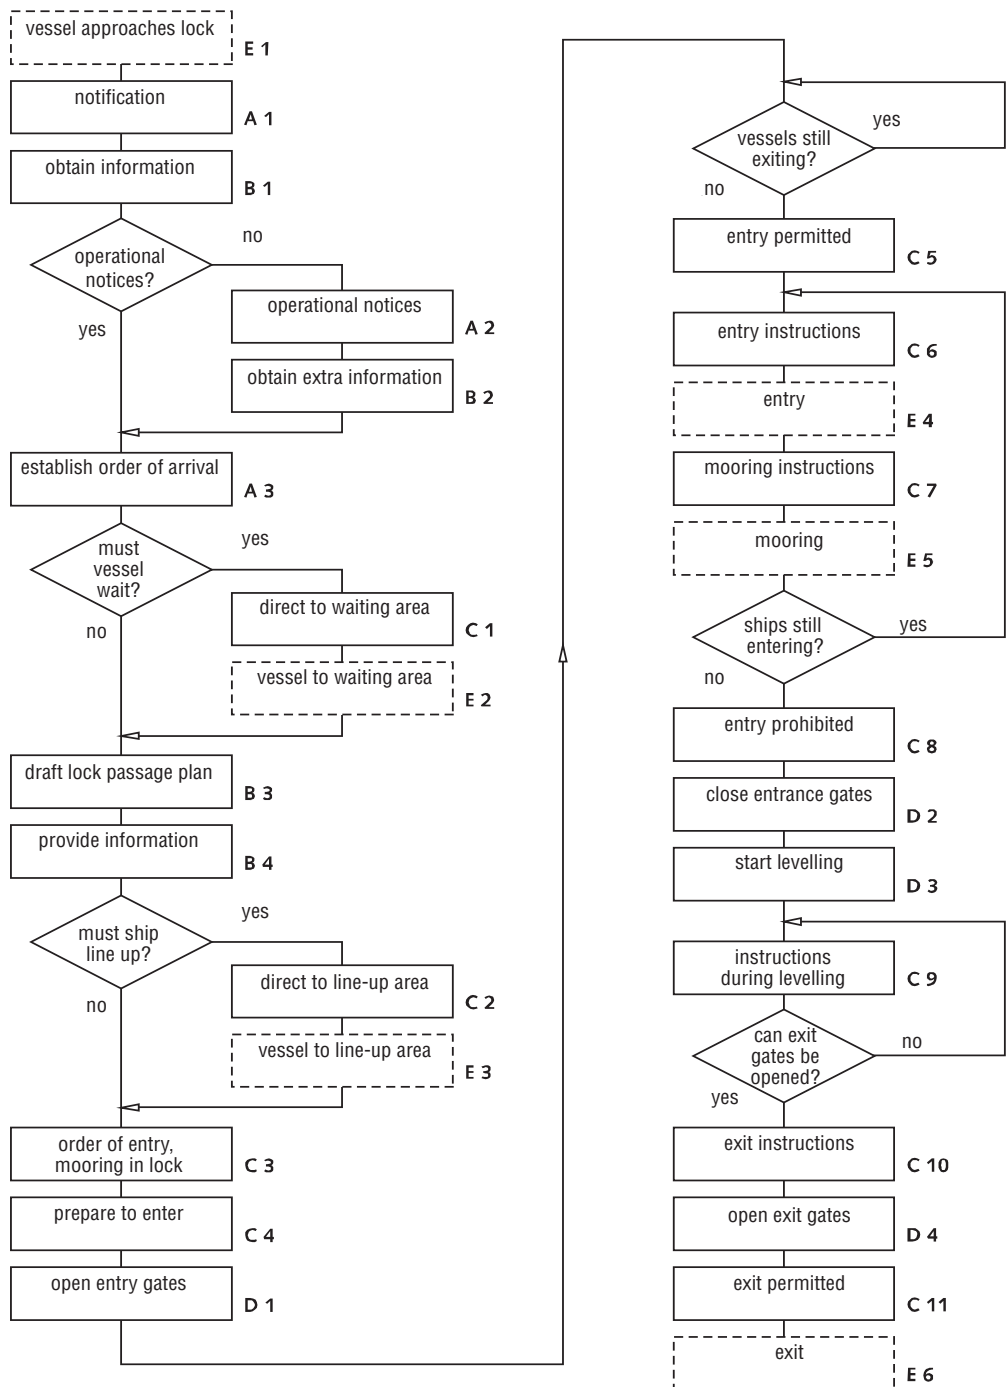 vessel approaches lock
E 1
notification
A 1
obtain information
B 1
operational
notices?
no
yes
operational notices
A 2
obtain extra information
B 2
establish order of arrival
A 3
must
vessel
wait?
yes
no
direct to waiting area
C 1
vessel to waiting area
E 2
draft lock passage plan
B 3
provide information
B 4
must ship
line up?
yes
no
direct to line-up area
C 2
vessel to line-up area
E 3
order of entry,
mooring in lock
C 3
prepare to enter
C 4
open entry gates
D 1
vessels still
exiting?
yes
no
entry permitted
C 5
entry instructions
C 6
entry
E 4
mooring instructions
C 7
mooring
E 5
ships still
entering?
yes
no
entry prohibited
C 8
close entrance gates
D 2
start levelling
D 3
instructions
during levelling
C 9
can exit
gates be
opened?
no
yes
exit instructions
C 10
open exit gates
D 4
exit permitted
C 11
exit
E 6